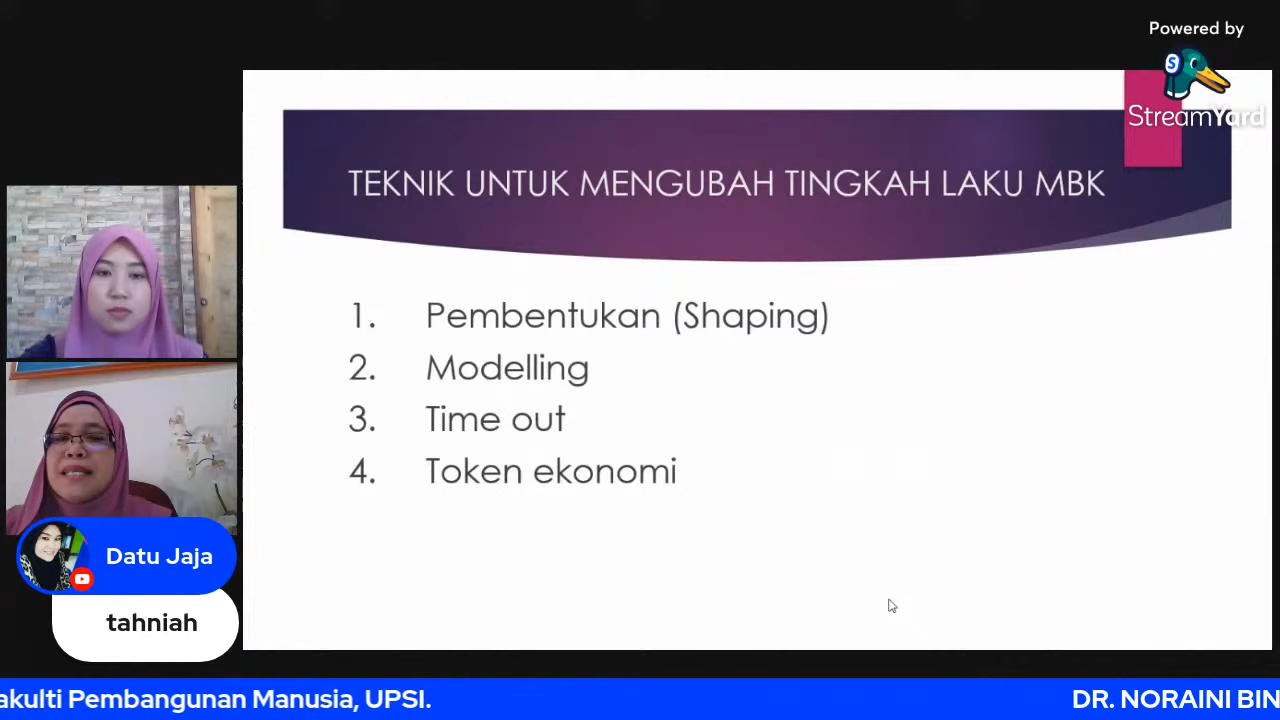 Powered by
S
StreamYard
TEKNIK UNTUK MENGUBAH TINGKAH LAKU MBK
1. Pembentukan (Shaping)
2. Modelling
3. Time out
4. Token ekonomi
Datu Jaja
tahniah
akulti Pembangunan Manusia, UPSI. DR. NORAINI BIN